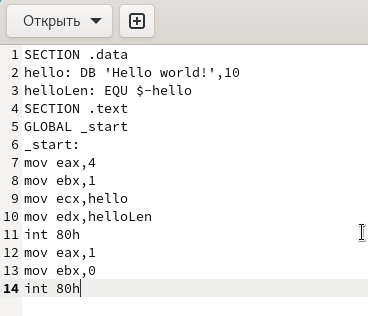 Открыть
1 SECTION .data
2 hello: DB 'Hello world!',10
3 helloLen: EQU $-hello
4 SECTION .text
5 GLOBAL _start
6 _start:
7 mov eax,4
8 mov ebx,1
9 mov ecx,hello
10 mov edx,helloLen
11 int 80h
12 mov eax,1
13 mov ebx,0
14 int 80h